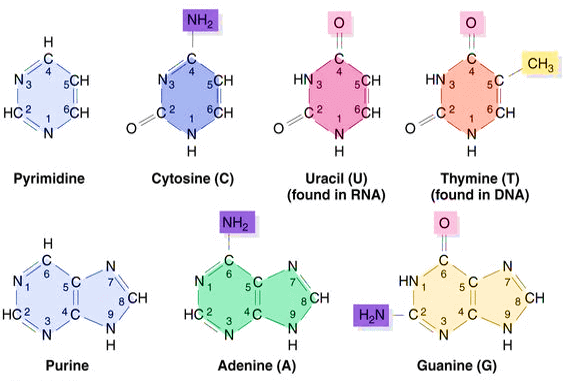 H
C
4
N 3 5 CH
HC 2 6 CH
1
N
Pyrimidine
NH₂
C
4
N 3 5 CH
C 2 6 CH
O 1
N
H
Cytosine (C)
O
C
4
HN 3 5 CH
C 2 6 CH
O 1
N
H
Uracil (U)
(found in RNA)
O
C CH₃
4
HN 3 5 C
C 2 6 CH
O 1
N
H
Thymine (T)
(found in DNA)
H
C
6 N
N 1 5 C 7
8 CH
HC 2 4 C 9
3 N
N H
Purine
NH₂
C
6 N
N 1 5 C 7
8 CH
HC 2 4 C 9
3 N
N H
Adenine (A)
O
C
6 N
HN 1 5 C 7
8 CH
H₂N C 2 4 C 9
3 N
N H
Guanine (G)